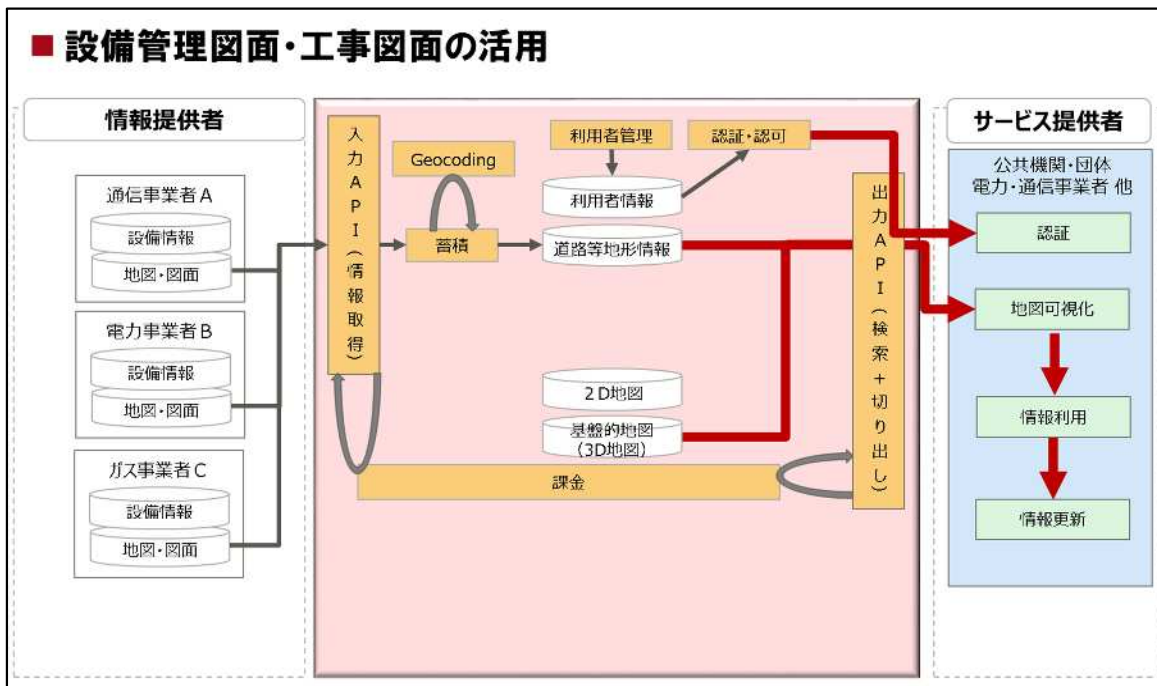 ■ 設備管理図面・工事図面の活用
情報提供者
通信事業者A
設備情報
地図・図面
電力事業者B
設備情報
地図・図面
ガス事業者C
設備情報
地図・図面
入力API(情報取得)
Geocoding
蓄積
利用者管理
認証・認可
利用者情報
道路等地形情報
2D地図
基盤的地図
(3D地図)
課金
出力API(検索+切り出し)
サービス提供者
公共機関・団体
電力・通信事業者 他
認証
地図可視化
情報利用
情報更新